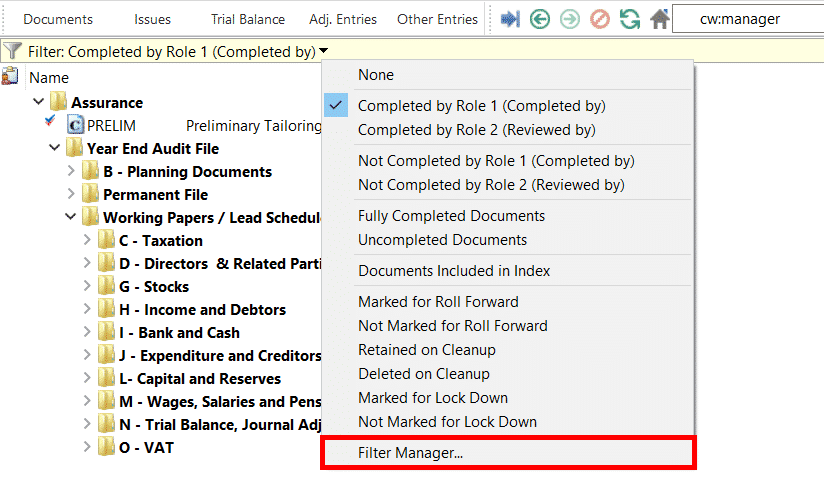 Documents Issues Trial Balance Adj. Entries Other Entries cw:manager
Filter: Completed by Role 1 (Completed by)
Name
Assurance
PRELIM Preliminary Tailoring
Year End Audit File
B - Planning Documents
Permanent File
Working Papers / Lead Schedu
C - Taxation
D - Directors & Related Parti
G - Stocks
H - Income and Debtors
I - Bank and Cash
J - Expenditure and Creditors
L- Capital and Reserves
M - Wages, Salaries and Pens
N - Trial Balance, Journal Adj
O - VAT
None
Completed by Role 1 (Completed by)
Completed by Role 2 (Reviewed by)
Not Completed by Role 1 (Completed by)
Not Completed by Role 2 (Reviewed by)
Fully Completed Documents
Uncompleted Documents
Documents Included in Index
Marked for Roll Forward
Not Marked for Roll Forward
Retained on Cleanup
Deleted on Cleanup
Marked for Lock Down
Not Marked for Lock Down
Filter Manager...